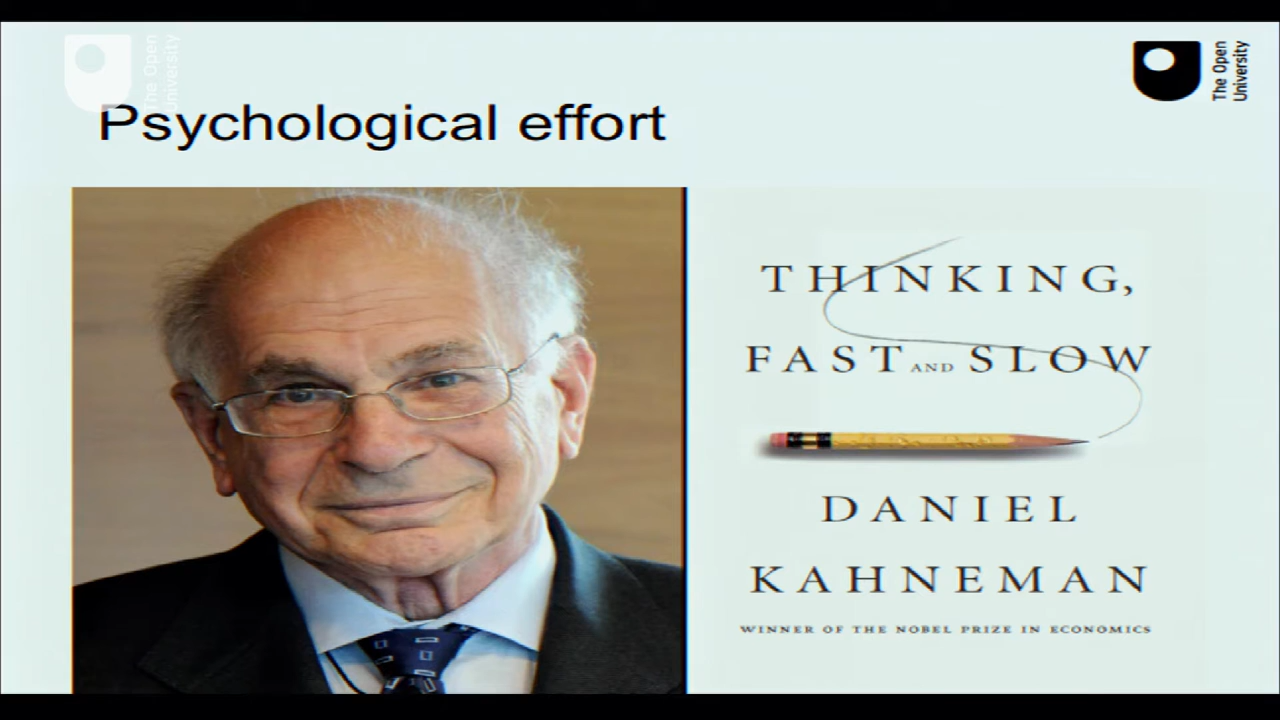 The Open
University
The Open
University
Psychological effort
THINKING,
FAST AND SLOW
DANIEL
KAHNEMAN
WINNER OF THE NOBEL PRIZE IN ECONOMICS